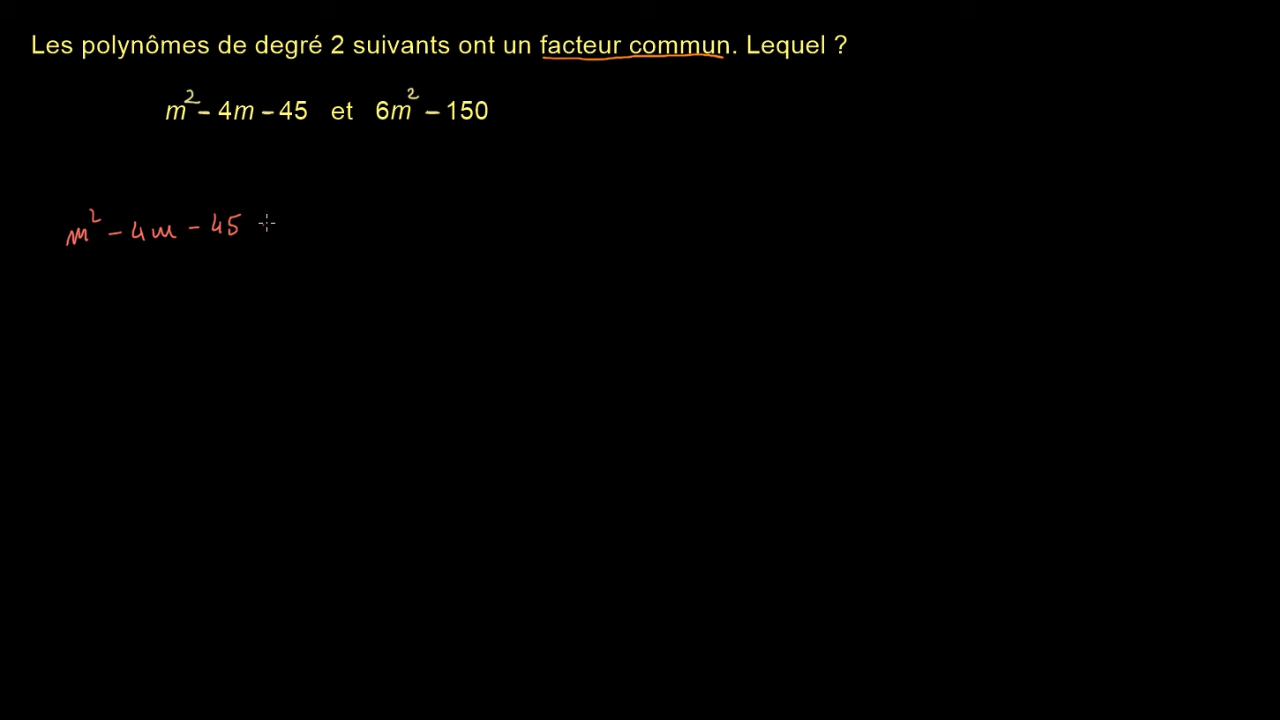 Les polynômes de degré 2 suivants ont un facteur commun. Lequel ?
m² - 4m - 45 et 6m² - 150
m² - 4m - 45